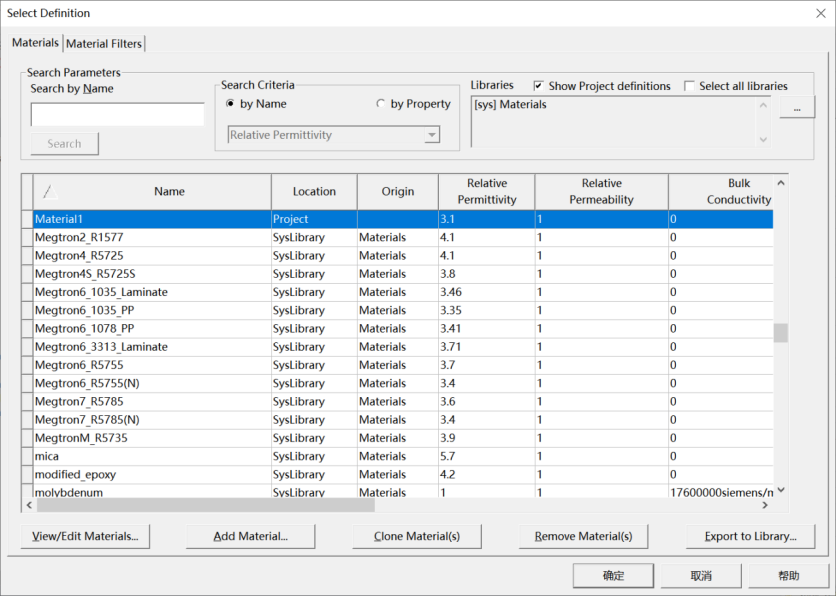 Select Definition
Materials Material Filters
Search Parameters
Search by Name
Search
Search Criteria
by Name by Property
Relative Permittivity
Libraries Show Project definitions Select all libraries
[sys] Materials
...
Name Location Origin Relative Permittivity Relative Permeability Bulk Conductivity
Material1 Project 3.1 1 0
Megtron2_R1577 SysLibrary Materials 4.1 1 0
Megtron4_R5725 SysLibrary Materials 4.1 1 0
Megtron4S_R5725S SysLibrary Materials 3.8 1 0
Megtron6_1035_Laminate SysLibrary Materials 3.46 1 0
Megtron6_1035_PP SysLibrary Materials 3.35 1 0
Megtron6_1078_PP SysLibrary Materials 3.41 1 0
Megtron6_3313_Laminate SysLibrary Materials 3.71 1 0
Megtron6_R5755 SysLibrary Materials 3.7 1 0
Megtron6_R5755(N) SysLibrary Materials 3.4 1 0
Megtron7_R5785 SysLibrary Materials 3.6 1 0
Megtron7_R5785(N) SysLibrary Materials 3.4 1 0
MegtronM_R5735 SysLibrary Materials 3.9 1 0
mica SysLibrary Materials 5.7 1 0
modified_epoxy SysLibrary Materials 4.2 1 0
molybdenum SysLibrary Materials 1 1 17600000siemens/m
View/Edit Materials... Add Material... Clone Material(s) Remove Material(s) Export to Library...
确定 取消 帮助